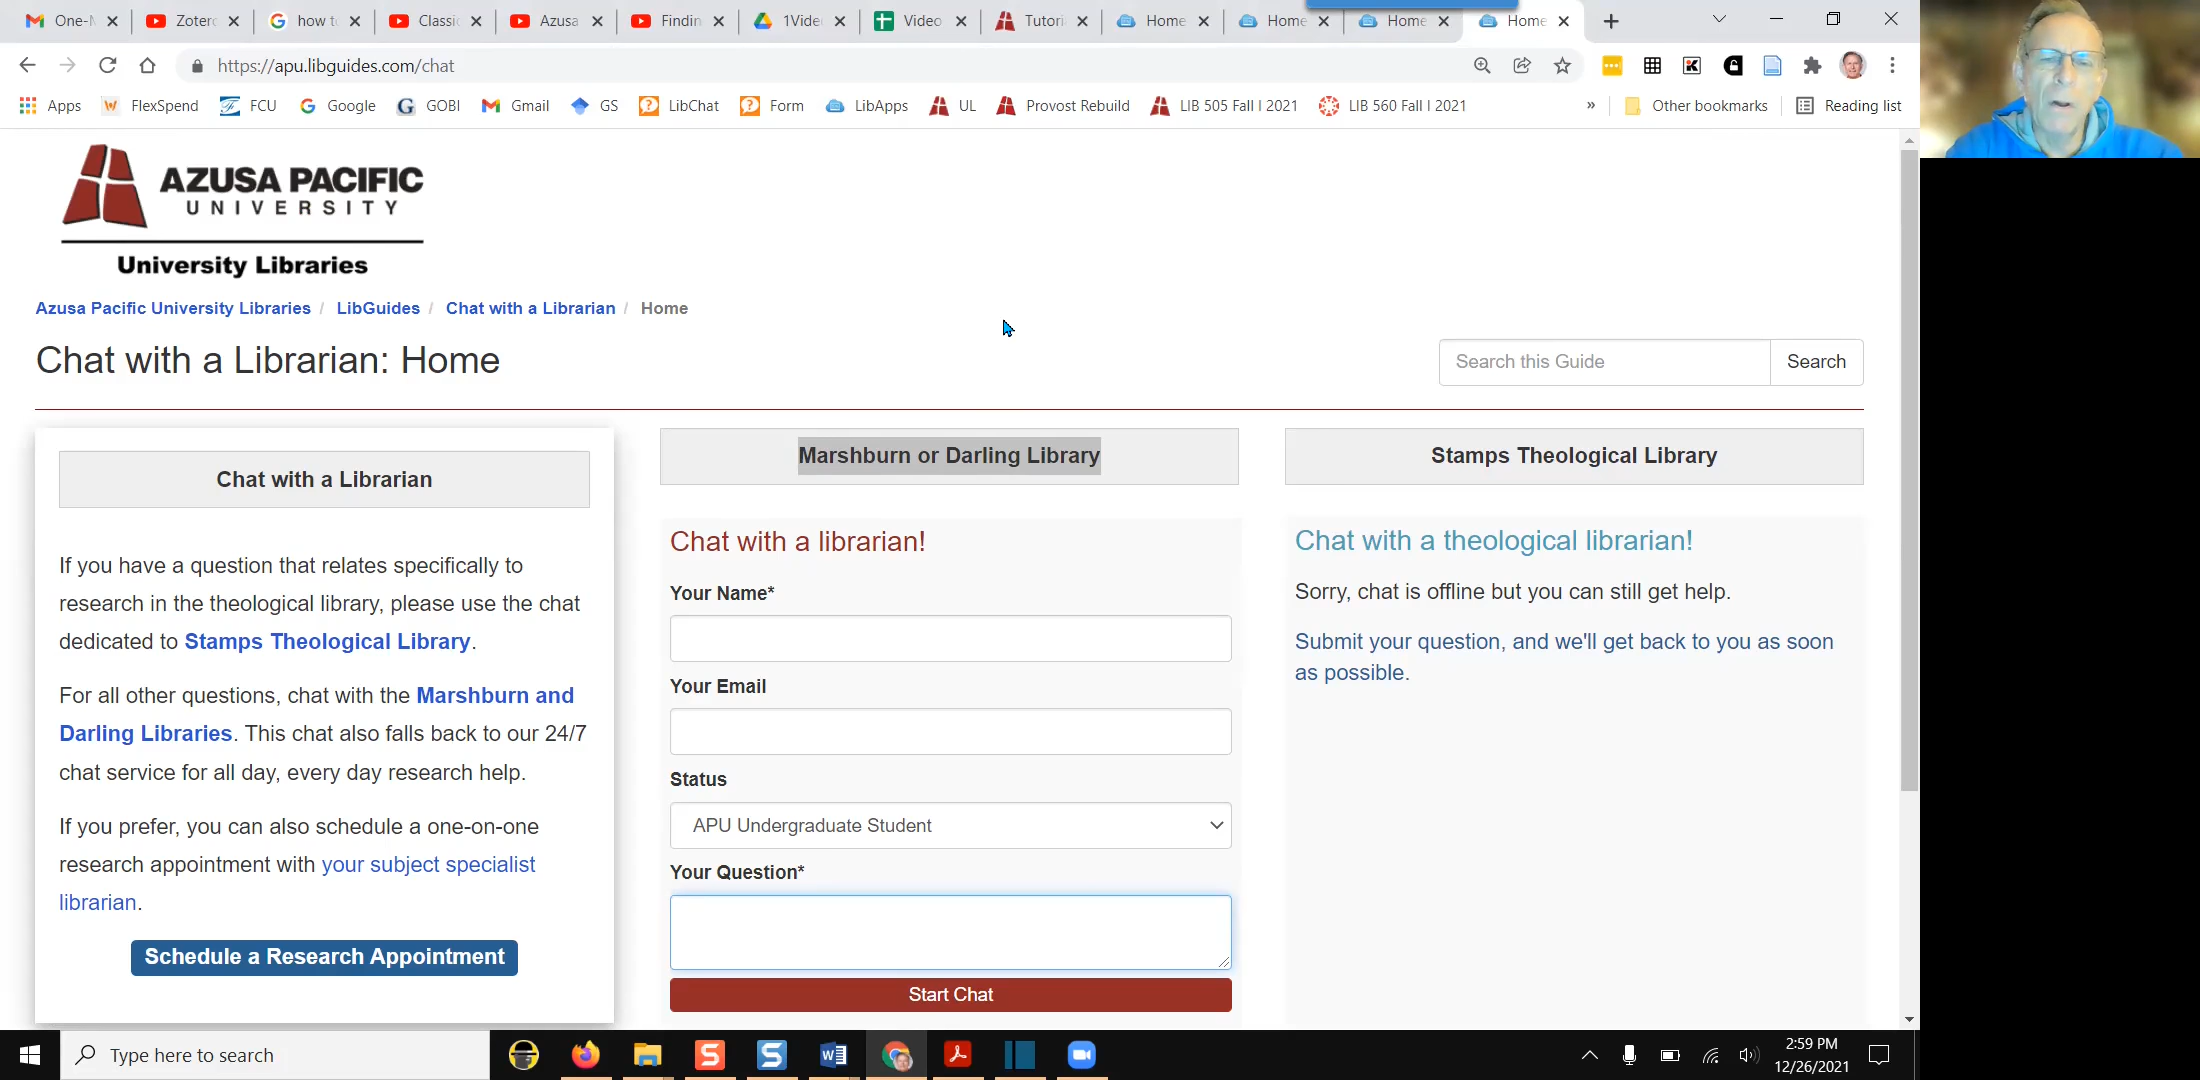 One-M
Zoter
how to
Classic
Azusa
Findin
1Video
Video
Tutori
Home
Home
Home
Home
https://apu.libguides.com/chat
Apps
FlexSpend
FCU
Google
GOBI
Gmail
GS
LibChat
Form
LibApps
UL
Provost Rebuild
LIB 505 Fall I 2021
LIB 560 Fall I 2021
»
Other bookmarks
Reading list
AZUSA PACIFIC
UNIVERSITY
University Libraries
Azusa Pacific University Libraries / LibGuides / Chat with a Librarian / Home
Chat with a Librarian: Home
Search this Guide
Search
Chat with a Librarian
If you have a question that relates specifically to
research in the theological library, please use the chat
dedicated to Stamps Theological Library.
For all other questions, chat with the Marshburn and
Darling Libraries. This chat also falls back to our 24/7
chat service for all day, every day research help.
If you prefer, you can also schedule a one-on-one
research appointment with your subject specialist
librarian.
Schedule a Research Appointment
Marshburn or Darling Library
Chat with a librarian!
Your Name*
Your Email
Status
APU Undergraduate Student
Your Question*
Start Chat
Stamps Theological Library
Chat with a theological librarian!
Sorry, chat is offline but you can still get help.
Submit your question, and we'll get back to you as soon
as possible.
Type here to search
2:59 PM
12/26/2021